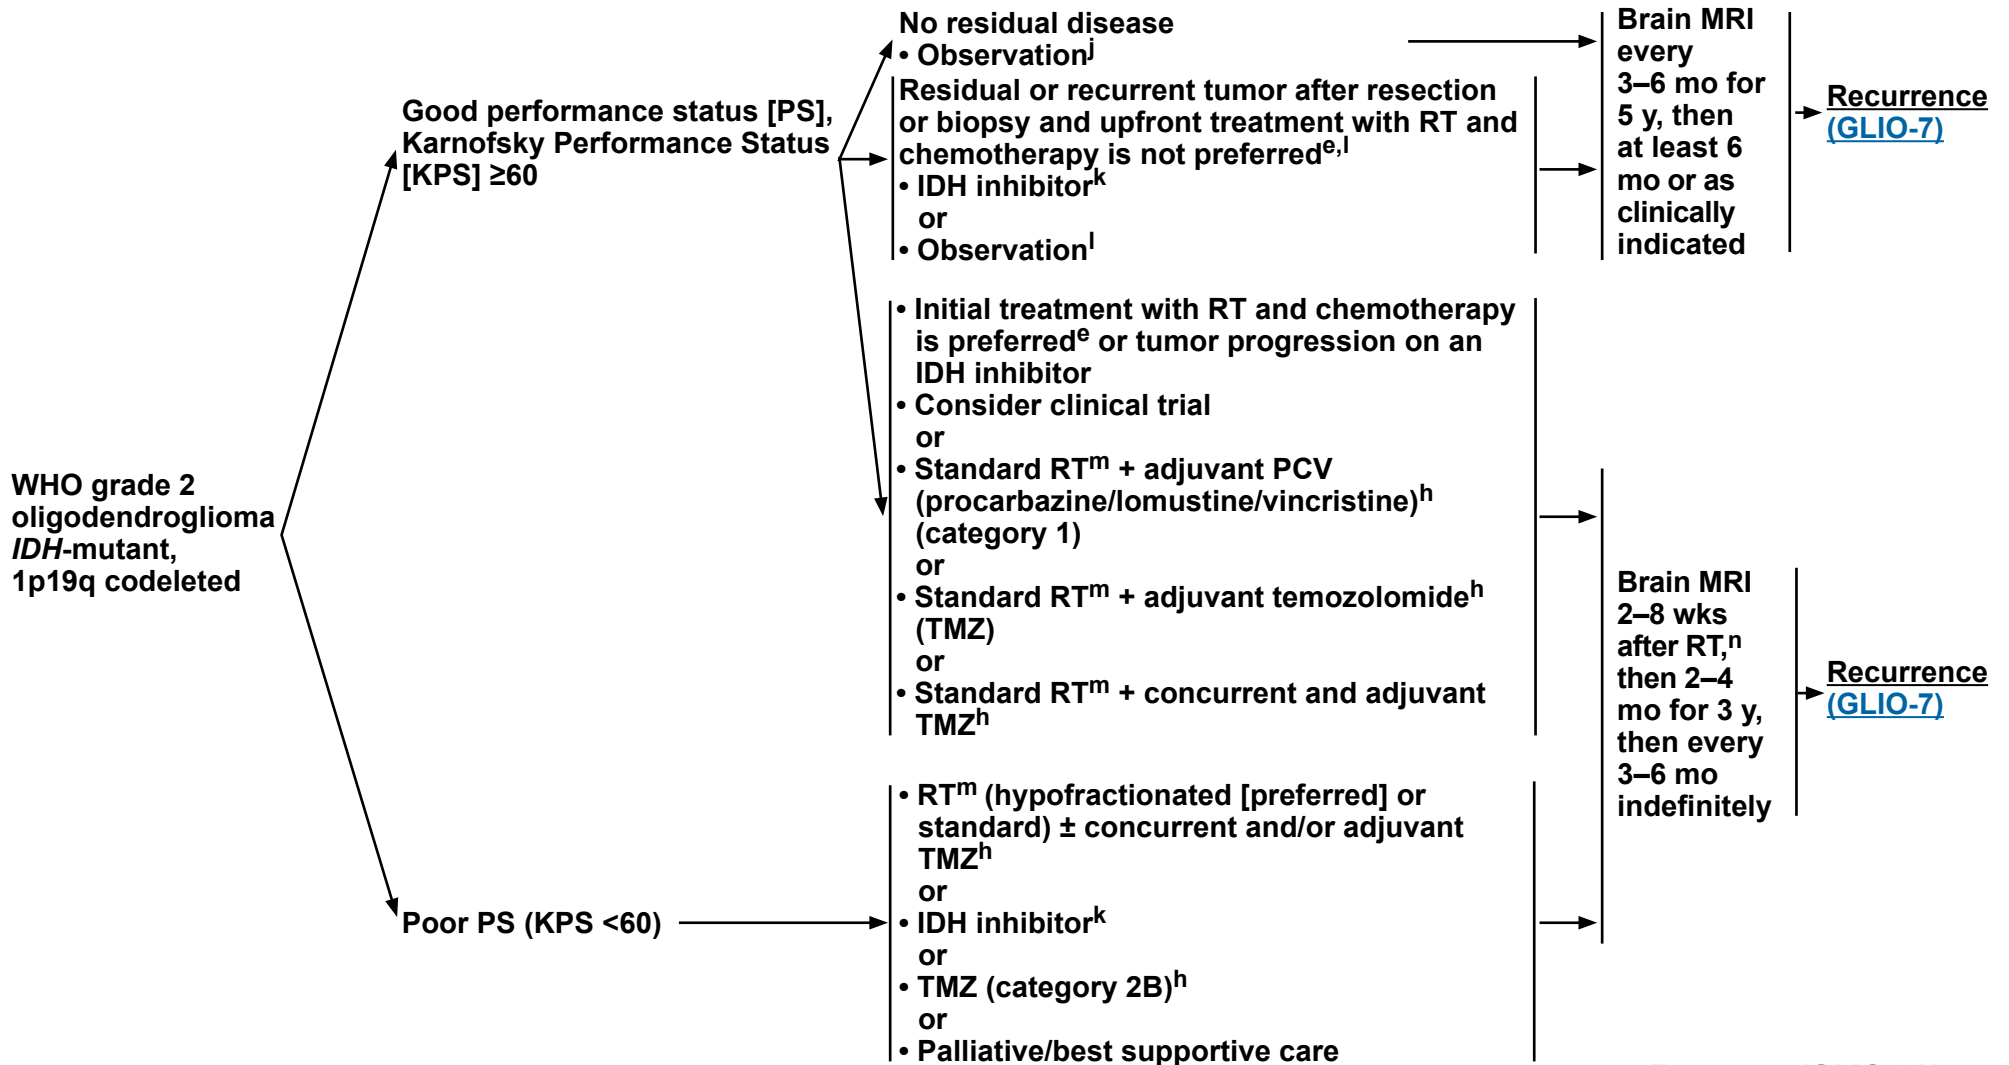 WHO grade 2
oligodendroglioma
IDH-mutant,
1p19q codeleted
Good performance status [PS],
Karnofsky Performance Status
[KPS] ≥60
No residual disease
• Observationj
Residual or recurrent tumor after resection
or biopsy and upfront treatment with RT and
chemotherapy is not preferrede,l
• IDH inhibitork
or
• Observationl
Brain MRI
every
3–6 mo for
5 y, then
at least 6
mo or as
clinically
indicated
Recurrence
(GLIO-7)
• Initial treatment with RT and chemotherapy
is preferrede or tumor progression on an
IDH inhibitor
• Consider clinical trial
or
• Standard RTm + adjuvant PCV
(procarbazine/lomustine/vincristine)h
(category 1)
or
• Standard RTm + adjuvant temozolomideh
(TMZ)
or
• Standard RTm + concurrent and adjuvant
TMZh
Poor PS (KPS <60)
• RTm (hypofractionated [preferred] or
standard) ± concurrent and/or adjuvant
TMZh
or
• IDH inhibitork
or
• TMZ (category 2B)h
or
• Palliative/best supportive care
Brain MRI
2–8 wks
after RT,n
then 2–4
mo for 3 y,
then every
3–6 mo
indefinitely
Recurrence
(GLIO-7)